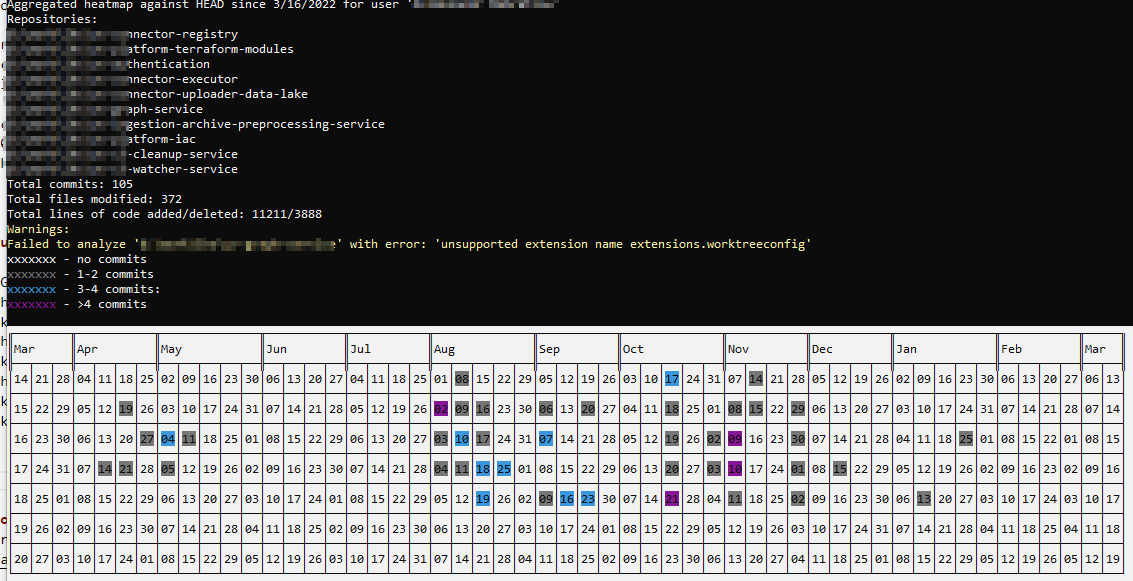 Aggregated heatmap against HEAD since 3/16/2022 for user '
Repositories:
nnector-registry
atform-terraform-modules
thentication
nnector-executor
nnector-uploader-data-lake
aph-service
gestion-archive-preprocessing-service
atform-iac
-cleanup-service
-watcher-service
Total commits: 105
Total files modified: 372
Total lines of code added/deleted: 11211/3888
Warnings:
Failed to analyze ' ' with error: 'unsupported extension name extensions.worktreeconfig'
xxxxxxx - no commits
xxxxxxx - 1-2 commits
xxxxxxx - 3-4 commits:
xxxxxxx - >4 commits
Mar Apr May Jun Jul Aug Sep Oct Nov Dec Jan Feb Mar
14 21 28 04 11 18 25 02 09 16 23 30 06 13 20 27 04 11 18 25 01 08 15 22 29 05 12 19 26 03 10 17 24 31 07 14 21 28 05 12 19 26 02 09 16 23 30 06 13 20 27 06 13
15 22 29 05 12 19 26 03 10 17 24 31 07 14 21 28 05 12 19 26 02 09 16 23 30 06 13 20 27 04 11 18 25 01 08 15 22 29 06 13 20 27 03 10 17 24 31 07 14 21 28 07 14
16 23 30 06 13 20 27 04 11 18 25 01 08 15 22 29 06 13 20 27 03 10 17 24 31 07 14 21 28 05 12 19 26 02 09 16 23 30 07 14 21 28 04 11 18 25 01 08 15 22 01 08 15
17 24 31 07 14 21 28 05 12 19 26 02 09 16 23 30 07 14 21 28 04 11 18 25 01 08 15 22 29 06 13 20 27 03 10 17 24 01 08 15 22 29 05 12 19 26 02 09 16 23 02 09 16
18 25 01 08 15 22 29 06 13 20 27 03 10 17 24 01 08 15 22 29 05 12 19 26 02 09 16 23 30 07 14 21 28 04 11 18 25 02 09 16 23 30 06 13 20 27 03 10 17 24 03 10 17
19 26 02 09 16 23 30 07 14 21 28 04 11 18 25 02 09 16 23 30 06 13 20 27 03 10 17 24 01 08 15 22 29 05 12 19 26 03 10 17 24 31 07 14 21 28 04 11 18 25 04 11 18
20 27 03 10 17 24 01 08 15 22 29 05 12 19 26 03 10 17 24 31 07 14 21 28 04 11 18 25 02 09 16 23 30 06 13 20 27 04 11 18 25 01 08 15 22 29 05 12 19 26 05 12 19